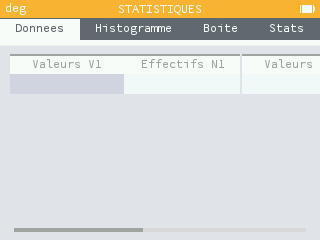 deg STATISTIQUES
Donnees Histogramme Boite Stats
Valeurs V1 Effectifs N1 Valeurs